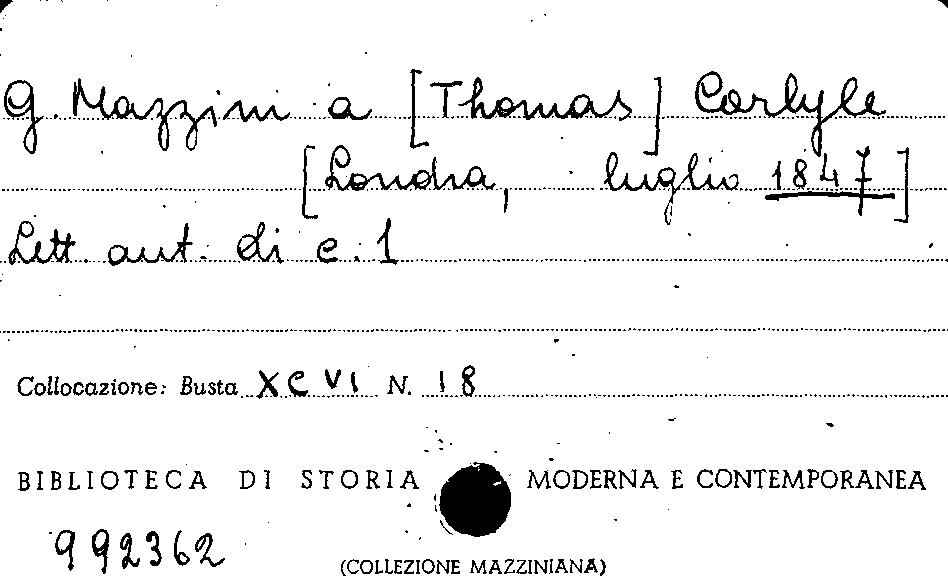 G. Mazzini a [Thomas] Carlyle
[Londra, luglio 1847]
Lett. aut. di c. 1
Collocazione: Busta XCVI N. 18
BIBLIOTECA DI STORIA MODERNA E CONTEMPORANEA
992362
(COLLEZIONE MAZZINIANA)